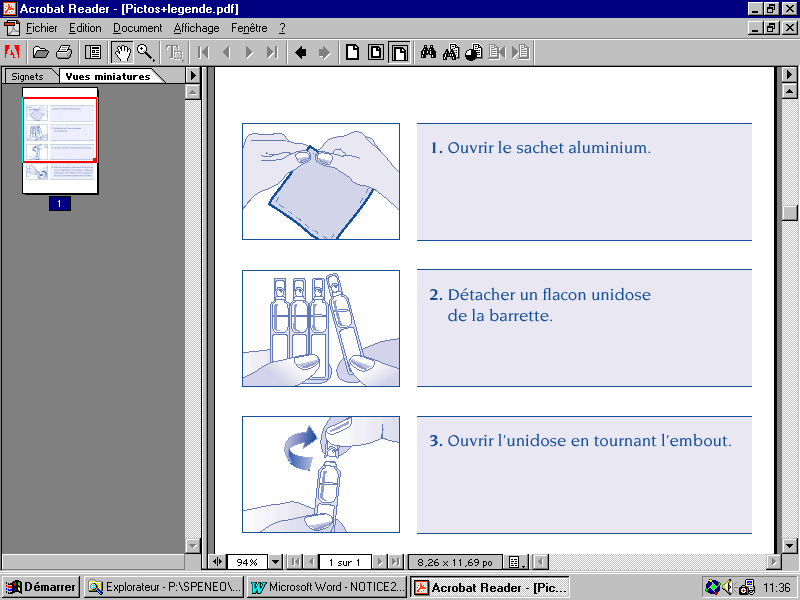 Acrobat Reader - [Pictos+legende.pdf]
Fichier Edition Document Affichage Fenêtre ?
Signets Vues miniatures
1
1. Ouvrir le sachet aluminium.
2. Détacher un flacon unidose
de la barrette.
3. Ouvrir l'unidose en tournant l'embout.
94% 1 sur 1 8,26 x 11,69 po
Démarrer Explorateur - P:\SPENEO\... Microsoft Word - NOTICE2... Acrobat Reader - [Pic... 11:36